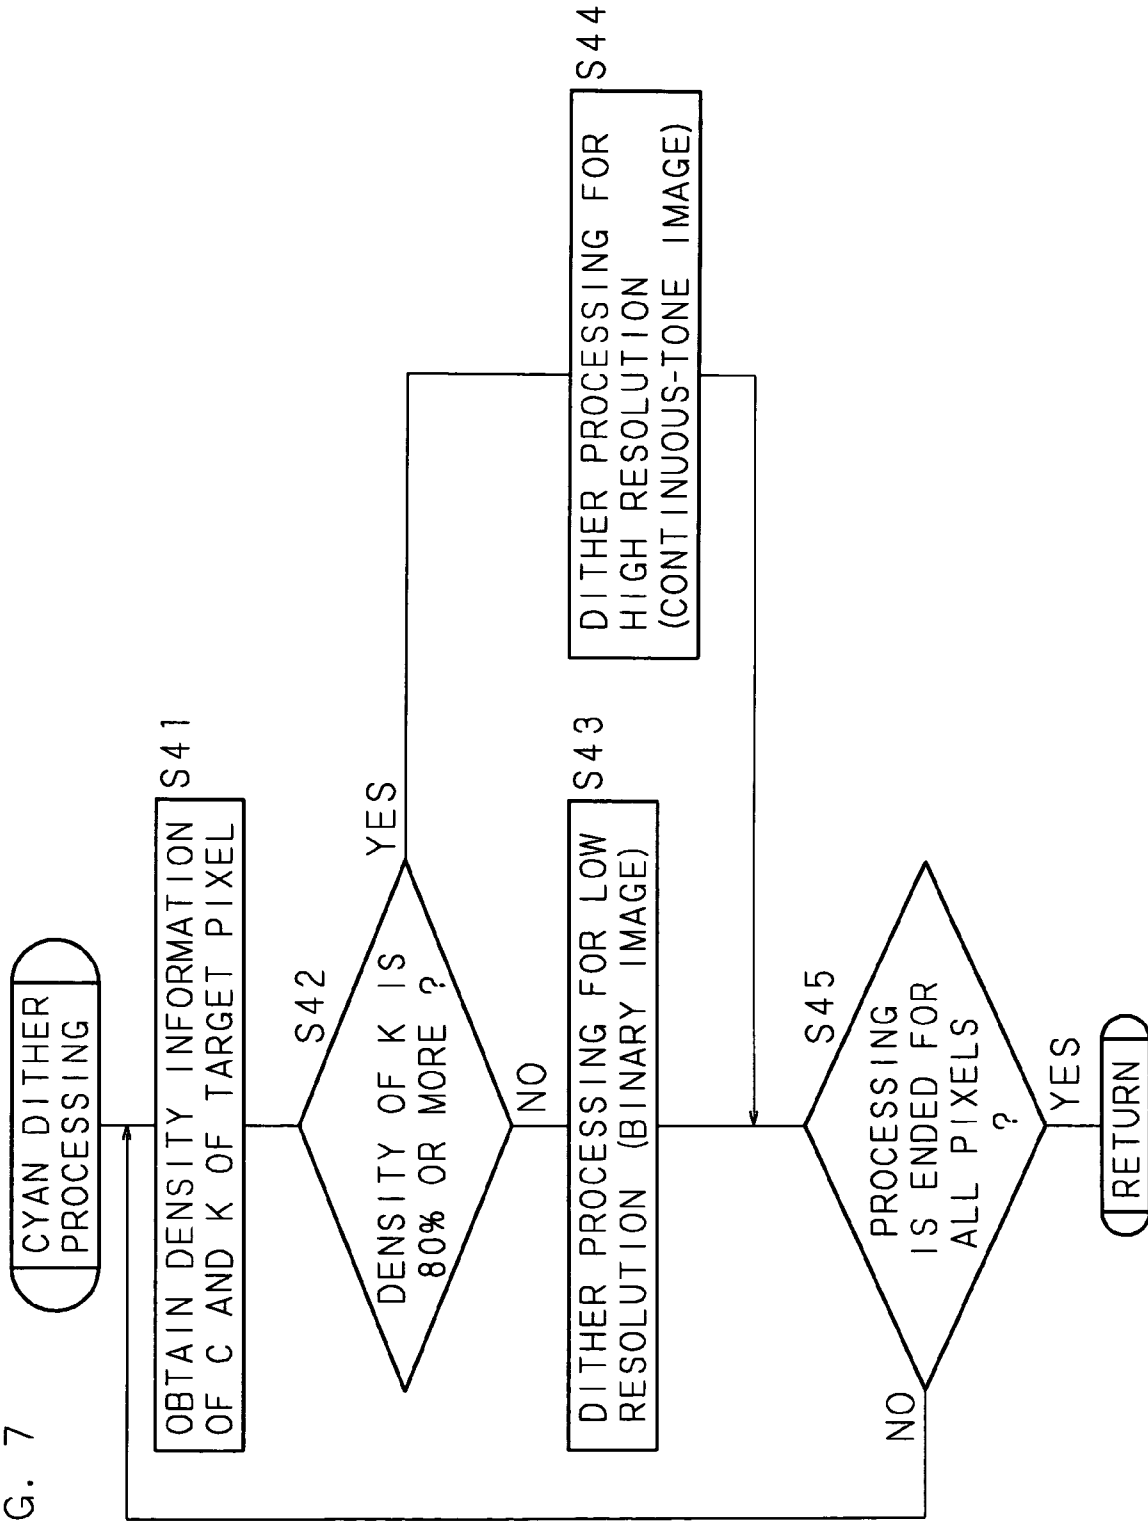 G. 7
CYAN DITHER
PROCESSING
OBTAIN DENSITY INFORMATION
OF C AND K OF TARGET PIXEL
S41
S42
DENSITY OF K IS
80% OR MORE ?
YES
NO
DITHER PROCESSING FOR LOW
RESOLUTION (BINARY IMAGE)
S43
DITHER PROCESSING FOR
HIGH RESOLUTION
(CONTINUOUS-TONE IMAGE)
S44
S45
PROCESSING
IS ENDED FOR
ALL PIXELS
?
NO
YES
RETURN